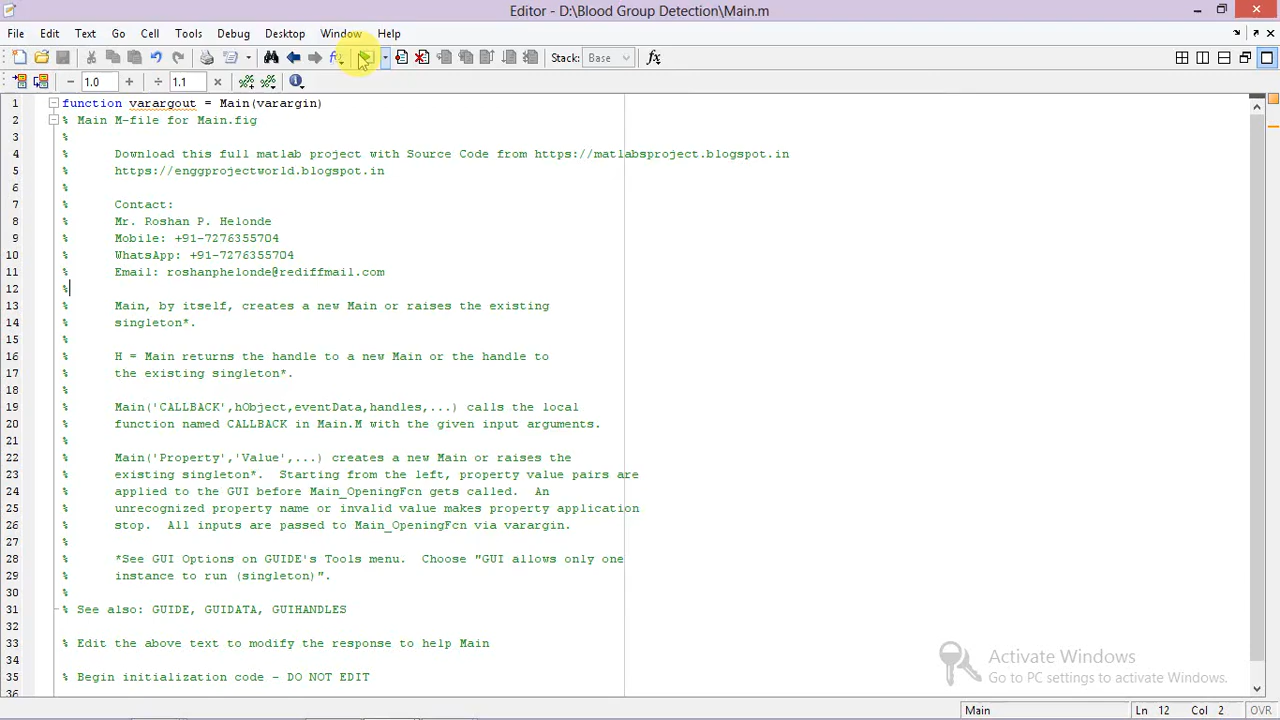 Editor - D:\Blood Group Detection\Main.m
File Edit Text Go Cell Tools Debug Desktop Window Help
Stack: Base fx
− 1.0 + ÷ 1.1 ×
1 function varargout = Main(varargin)
2 % Main M-file for Main.fig
3 %
4 % Download this full matlab project with Source Code from https://matlabsproject.blogspot.in
5 % https://enggprojectworld.blogspot.in
6 %
7 % Contact:
8 % Mr. Roshan P. Helonde
9 % Mobile: +91-7276355704
10 % WhatsApp: +91-7276355704
11 % Email: roshanphelonde@rediffmail.com
12 %
13 % Main, by itself, creates a new Main or raises the existing
14 % singleton*.
15 %
16 % H = Main returns the handle to a new Main or the handle to
17 % the existing singleton*.
18 %
19 % Main('CALLBACK',hObject,eventData,handles,...) calls the local
20 % function named CALLBACK in Main.M with the given input arguments.
21 %
22 % Main('Property','Value',...) creates a new Main or raises the
23 % existing singleton*. Starting from the left, property value pairs are
24 % applied to the GUI before Main_OpeningFcn gets called. An
25 % unrecognized property name or invalid value makes property application
26 % stop. All inputs are passed to Main_OpeningFcn via varargin.
27 %
28 % *See GUI Options on GUIDE's Tools menu. Choose "GUI allows only one
29 % instance to run (singleton)".
30 %
31 % See also: GUIDE, GUIDATA, GUIHANDLES
32
33 % Edit the above text to modify the response to help Main
34
35 % Begin initialization code - DO NOT EDIT
36
Activate Windows
Go to PC settings to activate Windows.
Main Ln 12 Col 2 OVR